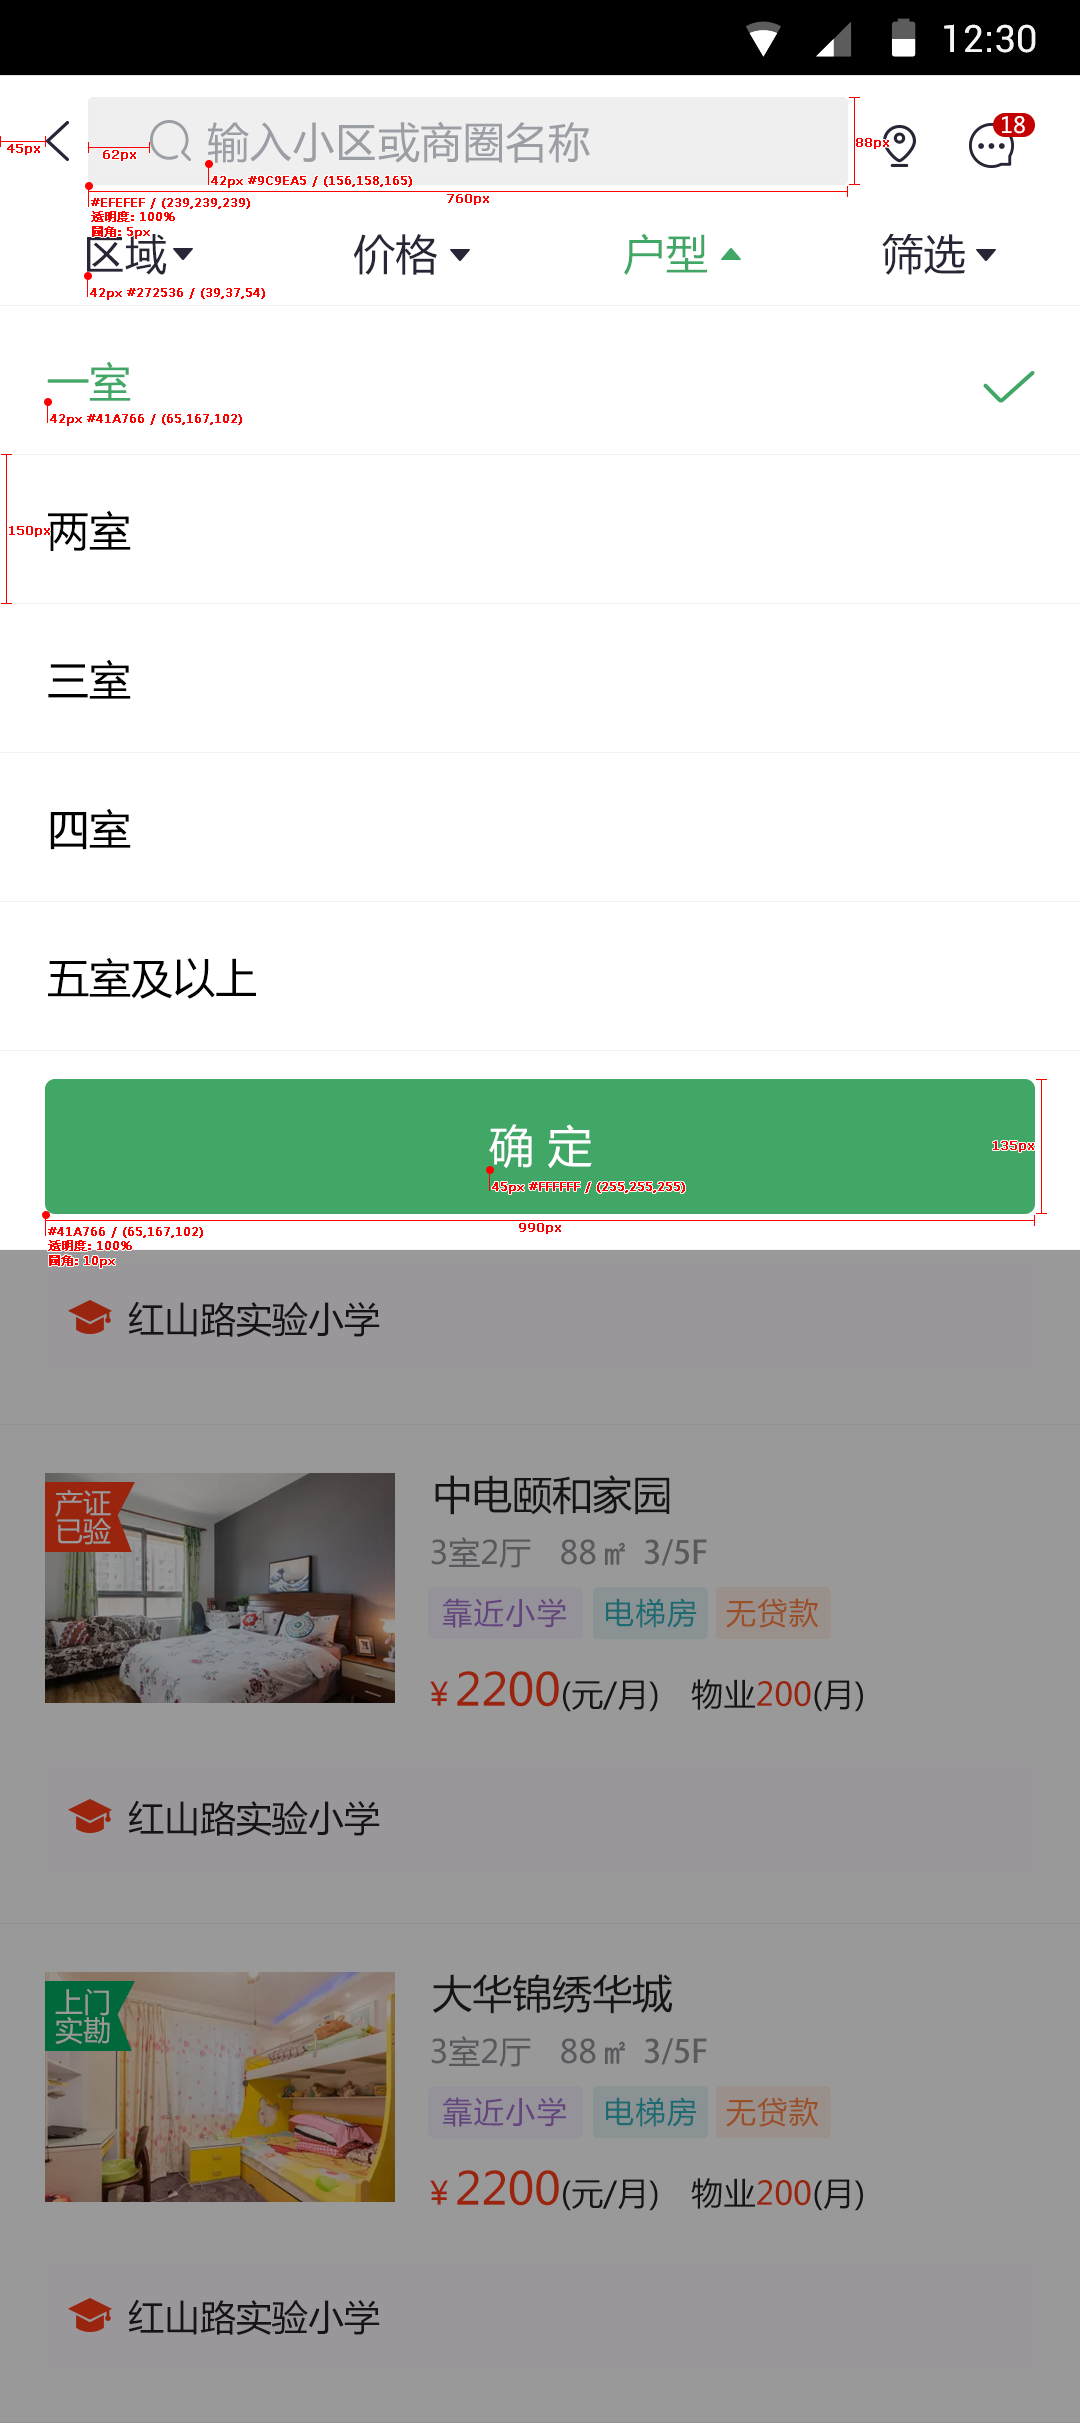 12:30
45px
62px
输入小区或商圈名称
88px
18
42px #9C9EA5 / (156,158,165)
760px
#EFEFEF / (239,239,239)
透明度: 100%
圆角: 5px
区域
价格
户型
筛选
42px #272536 / (39,37,54)
一室
42px #41A766 / (65,167,102)
150px
两室
三室
四室
五室及以上
确 定
135px
45px #FFFFFF / (255,255,255)
990px
#41A766 / (65,167,102)
透明度: 100%
圆角: 10px
红山路实验小学
产证
已验
中电颐和家园
3室2厅 88㎡ 3/5F
靠近小学 电梯房 无贷款
¥2200(元/月) 物业200(月)
红山路实验小学
上门
实勘
大华锦绣华城
3室2厅 88㎡ 3/5F
靠近小学 电梯房 无贷款
¥2200(元/月) 物业200(月)
红山路实验小学